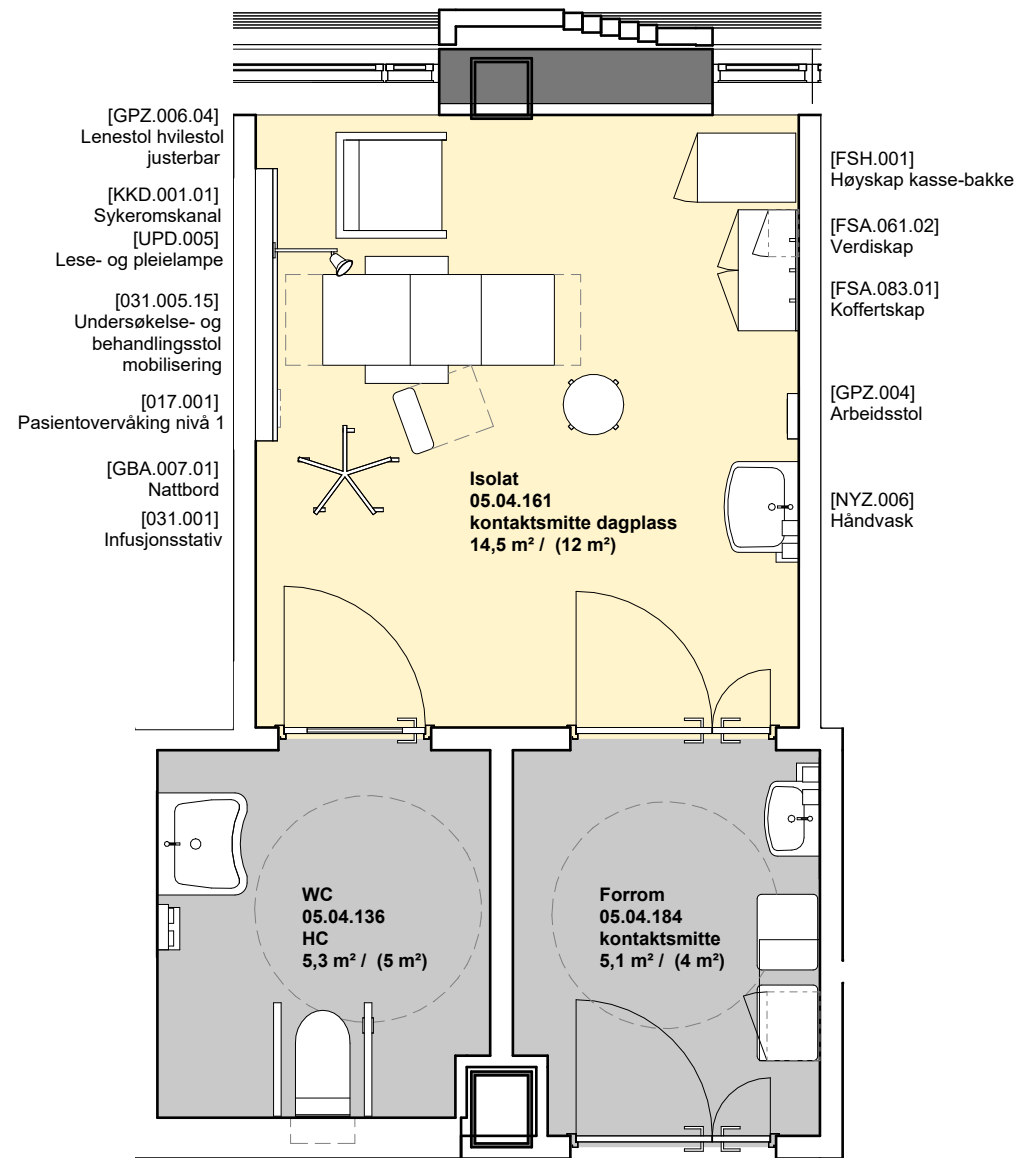 [GPZ.006.04]
Lenestol hvilestol
justerbar
[KKD.001.01]
Sykeromskanal
[UPD.005]
Lese- og pleielampe
[031.005.15]
Undersøkelse- og
behandlingsstol
mobilisering
[017.001]
Pasientovervåking nivå 1
[GBA.007.01]
Nattbord
[031.001]
Infusjonsstativ
[FSH.001]
Høyskap kasse-bakke
[FSA.061.02]
Verdiskap
[FSA.083.01]
Koffertskap
[GPZ.004]
Arbeidsstol
[NYZ.006]
Håndvask
Isolat
05.04.161
kontaktsmitte dagplass
14,5 m² / (12 m²)
WC
05.04.136
HC
5,3 m² / (5 m²)
Forrom
05.04.184
kontaktsmitte
5,1 m² / (4 m²)